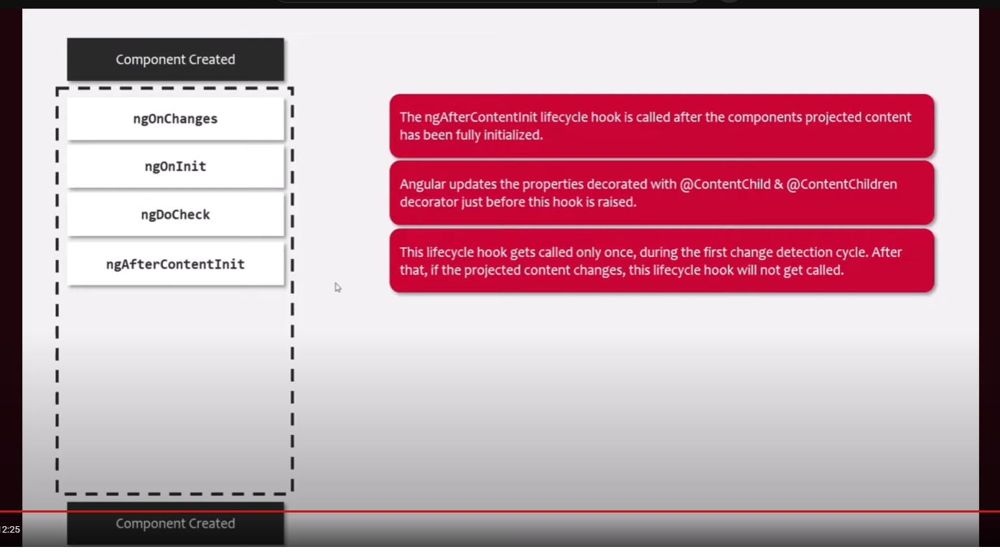 Component Created
ngOnChanges
ngOnInit
ngDoCheck
ngAfterContentInit
The ngAfterContentInit lifecycle hook is called after the components projected content
has been fully initialized.
Angular updates the properties decorated with @ContentChild & @ContentChildren
decorator just before this hook is raised.
This lifecycle hook gets called only once, during the first change detection cycle. After
that, if the projected content changes, this lifecycle hook will not get called.
Component Created